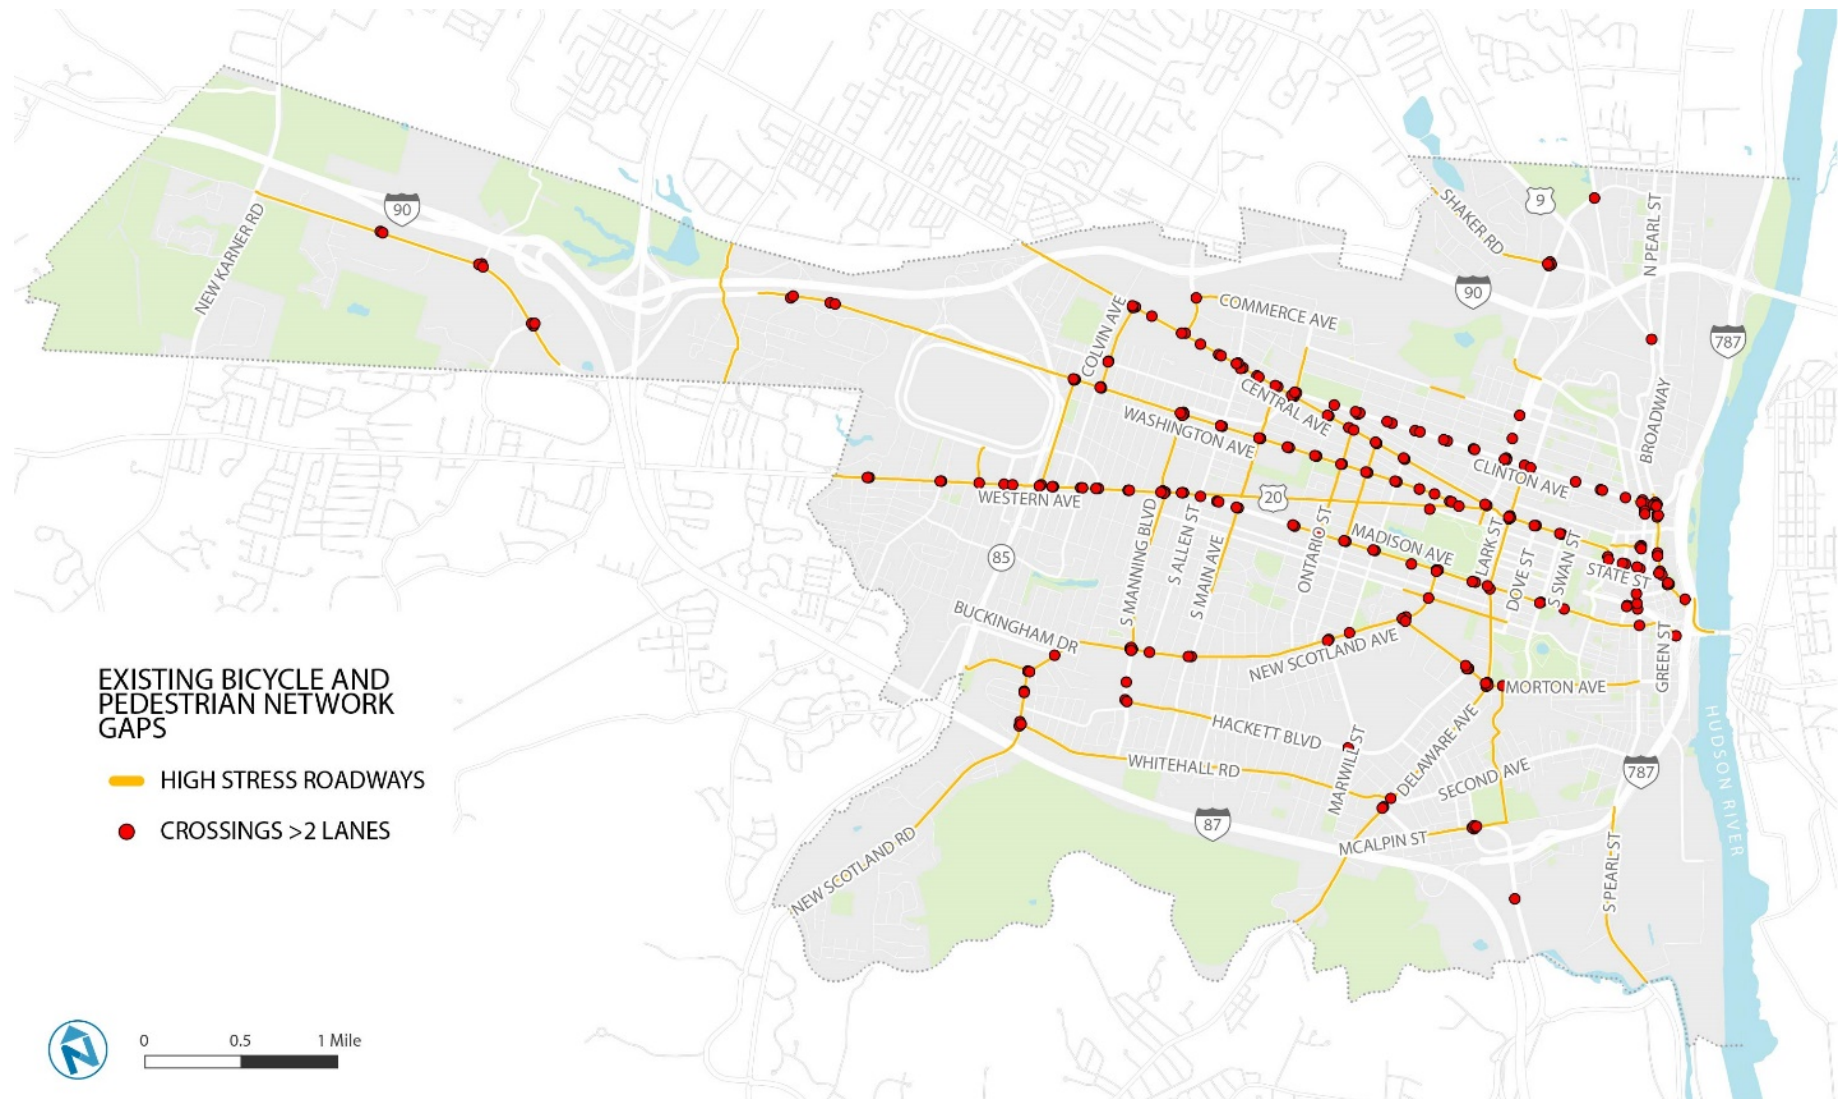 SHAKER RD
9
N PEARL ST
90
NEW KARNER RD
90
COMMERCE AVE
COLVIN AVE
787
CENTRAL AVE
WASHINGTON AVE
BROADWAY
CLINTON AVE
WESTERN AVE
20
85
S MANNING BLVD
S ALLEN ST
S MAIN AVE
ONTARIO ST
MADISON AVE
LARK ST
DOVE ST
S SWAN ST
STATE ST
BUCKINGHAM DR
NEW SCOTLAND AVE
GREEN ST
MORTON AVE
EXISTING BICYCLE AND
PEDESTRIAN NETWORK
GAPS
HIGH STRESS ROADWAYS
CROSSINGS >2 LANES
HACKETT BLVD
WHITEHALL RD
MARWILL ST
DELAWARE AVE
SECOND AVE
787
HUDSON RIVER
87
MCALPIN ST
NEW SCOTLAND RD
S PEARL ST
N
0 0.5 1 Mile